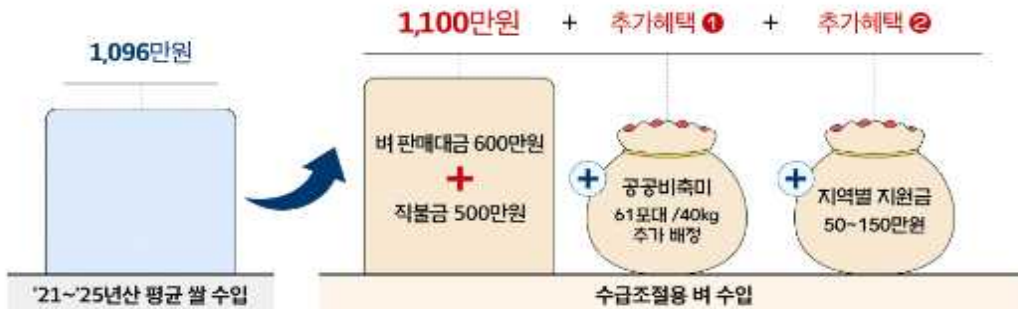 1,100만원 + 추가혜택 ❶ + 추가혜택 ❷
1,096만원
벼 판매대금 600만원
+
직불금 500만원
+
공공비축미
61포대 /40kg
추가 배정
+
지역별 지원금
50~150만원
'21~'25년산 평균 쌀 수입
수급조절용 벼 수입